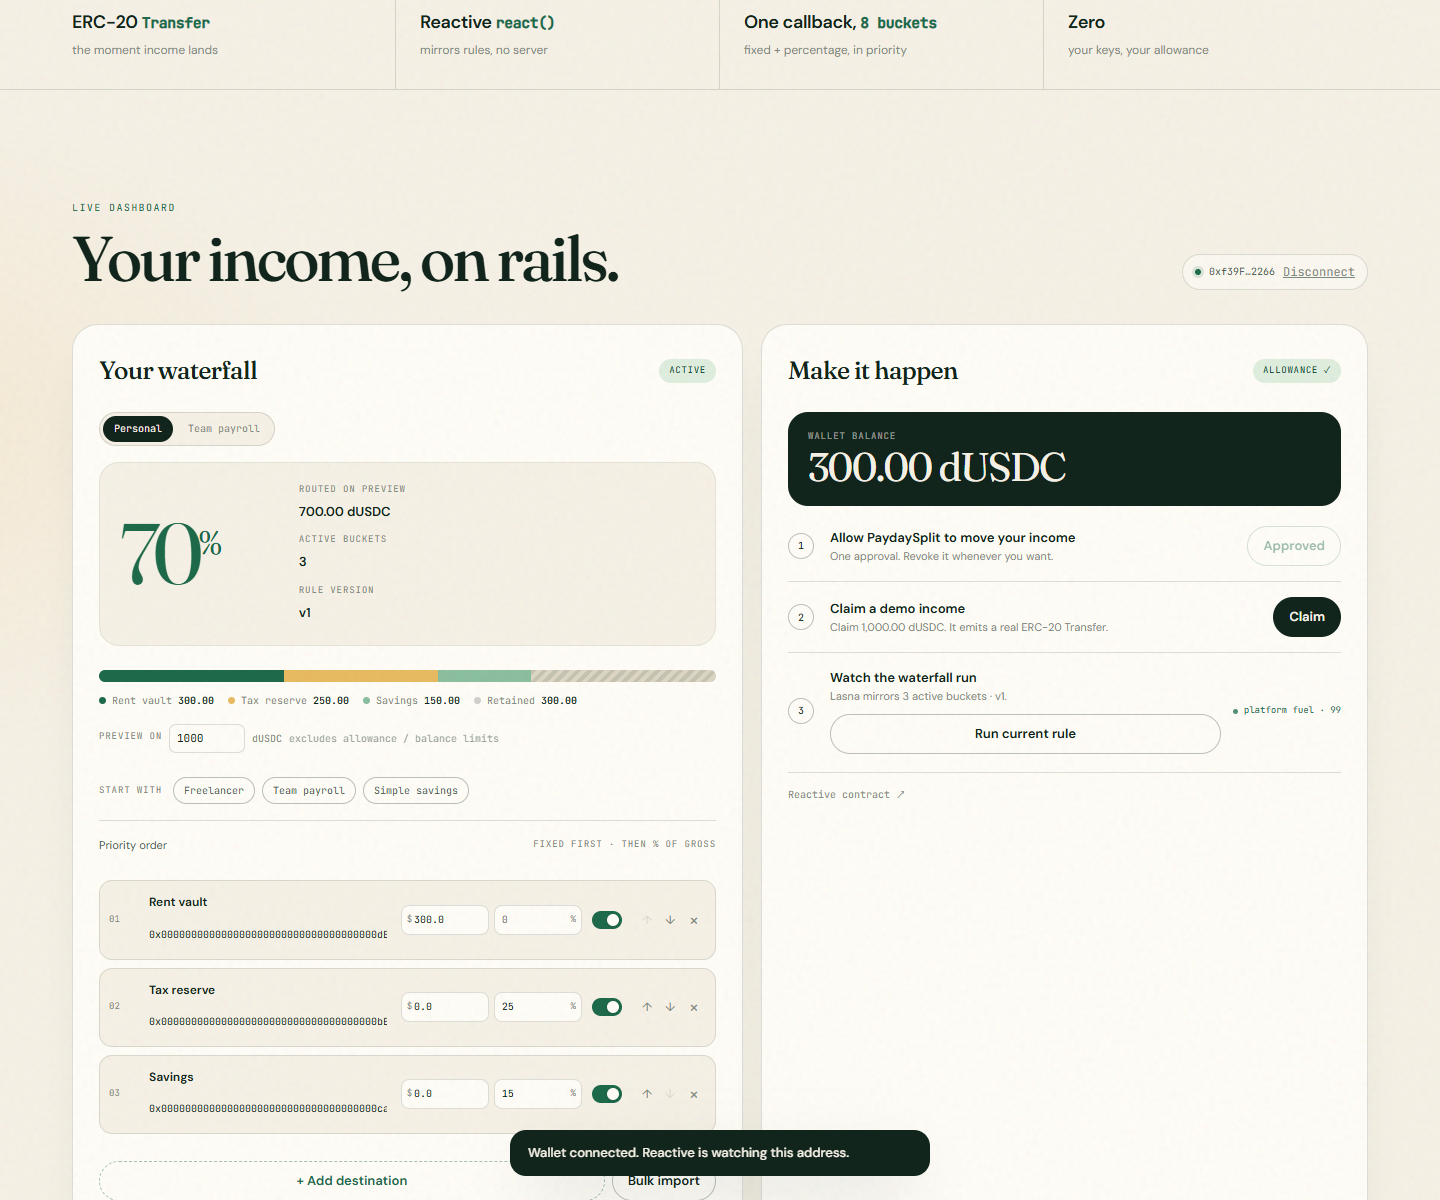 ERC-20 Transfer
the moment income lands
Reactive react()
mirrors rules, no server
One callback, 8 buckets
fixed + percentage, in priority
Zero
your keys, your allowance
LIVE DASHBOARD
Your income, on rails.
0xf39F…2266 Disconnect
Your waterfall
ACTIVE
Personal
Team payroll
70%
ROUTED ON PREVIEW
700.00 dUSDC
ACTIVE BUCKETS
3
RULE VERSION
v1
Rent vault 300.00
Tax reserve 250.00
Savings 150.00
Retained 300.00
PREVIEW ON 1000 dUSDC excludes allowance / balance limits
START WITH Freelancer Team payroll Simple savings
Priority order
FIXED FIRST · THEN % OF GROSS
01
Rent vault
$ 300.0
0 %
↑ ↓ ×
02
Tax reserve
$ 0.0
25 %
↑ ↓ ×
03
Savings
$ 0.0
15 %
↑ ↓ ×
+ Add destination
Bulk import
Make it happen
ALLOWANCE ✓
WALLET BALANCE
300.00 dUSDC
1
Allow PaydaySplit to move your income
One approval. Revoke it whenever you want.
Approved
2
Claim a demo income
Claim 1,000.00 dUSDC. It emits a real ERC-20 Transfer.
Claim
3
Watch the waterfall run
Lasna mirrors 3 active buckets · v1.
Run current rule
platform fuel · 99
Reactive contract ↗
Wallet connected. Reactive is watching this address.